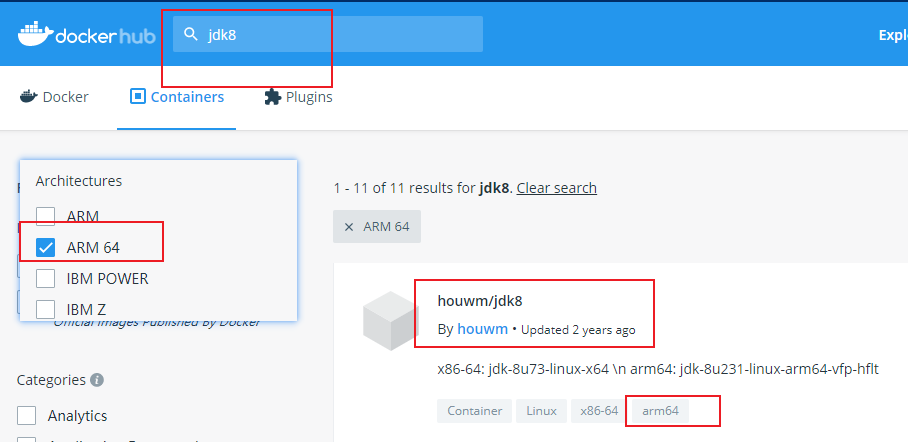 dockerhub
jdk8
Expl
Docker
Containers
Plugins
Architectures
ARM
ARM 64
IBM POWER
IBM Z
Official Images Published By Docker
Categories
Analytics
1 - 11 of 11 results for jdk8. Clear search
× ARM 64
houwm/jdk8
By houwm • Updated 2 years ago
x86-64: jdk-8u73-linux-x64 \n arm64: jdk-8u231-linux-arm64-vfp-hflt
Container Linux x86-64 arm64